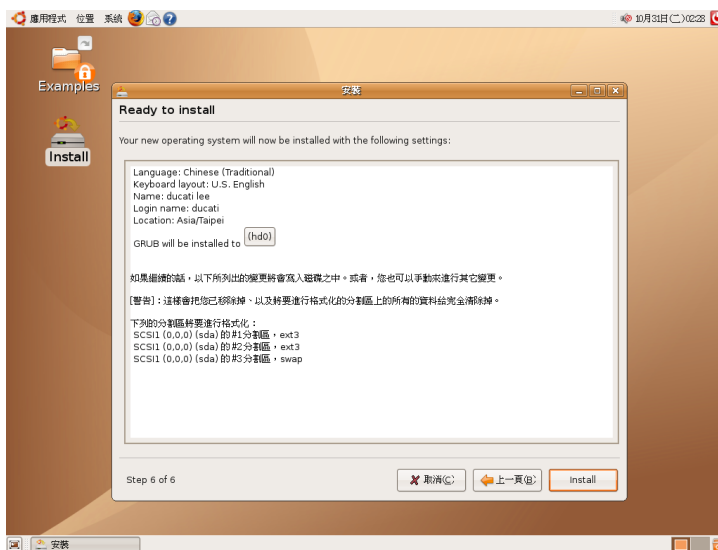 應用程式 位置 系統 10月31日(二)02:28
Examples
Install
安裝
Ready to install
Your new operating system will now be installed with the following settings:
Language: Chinese (Traditional)
Keyboard layout: U.S. English
Name: ducati lee
Login name: ducati
Location: Asia/Taipei
GRUB will be installed to (hd0)
如果繼續的話，以下所列出的變更將會寫入磁碟之中。或者，您也可以手動來進行其它變更。
[警告]：這樣會把您已移除掉、以及將要進行格式化的分割區上的所有的資料給完全清除掉。
下列的分割區將要進行格式化：
SCSI1 (0,0,0) (sda) 的 #1分割區，ext3
SCSI1 (0,0,0) (sda) 的 #2分割區，ext3
SCSI1 (0,0,0) (sda) 的 #3分割區，swap
Step 6 of 6 取消(C) 上一頁(B) Install
安裝